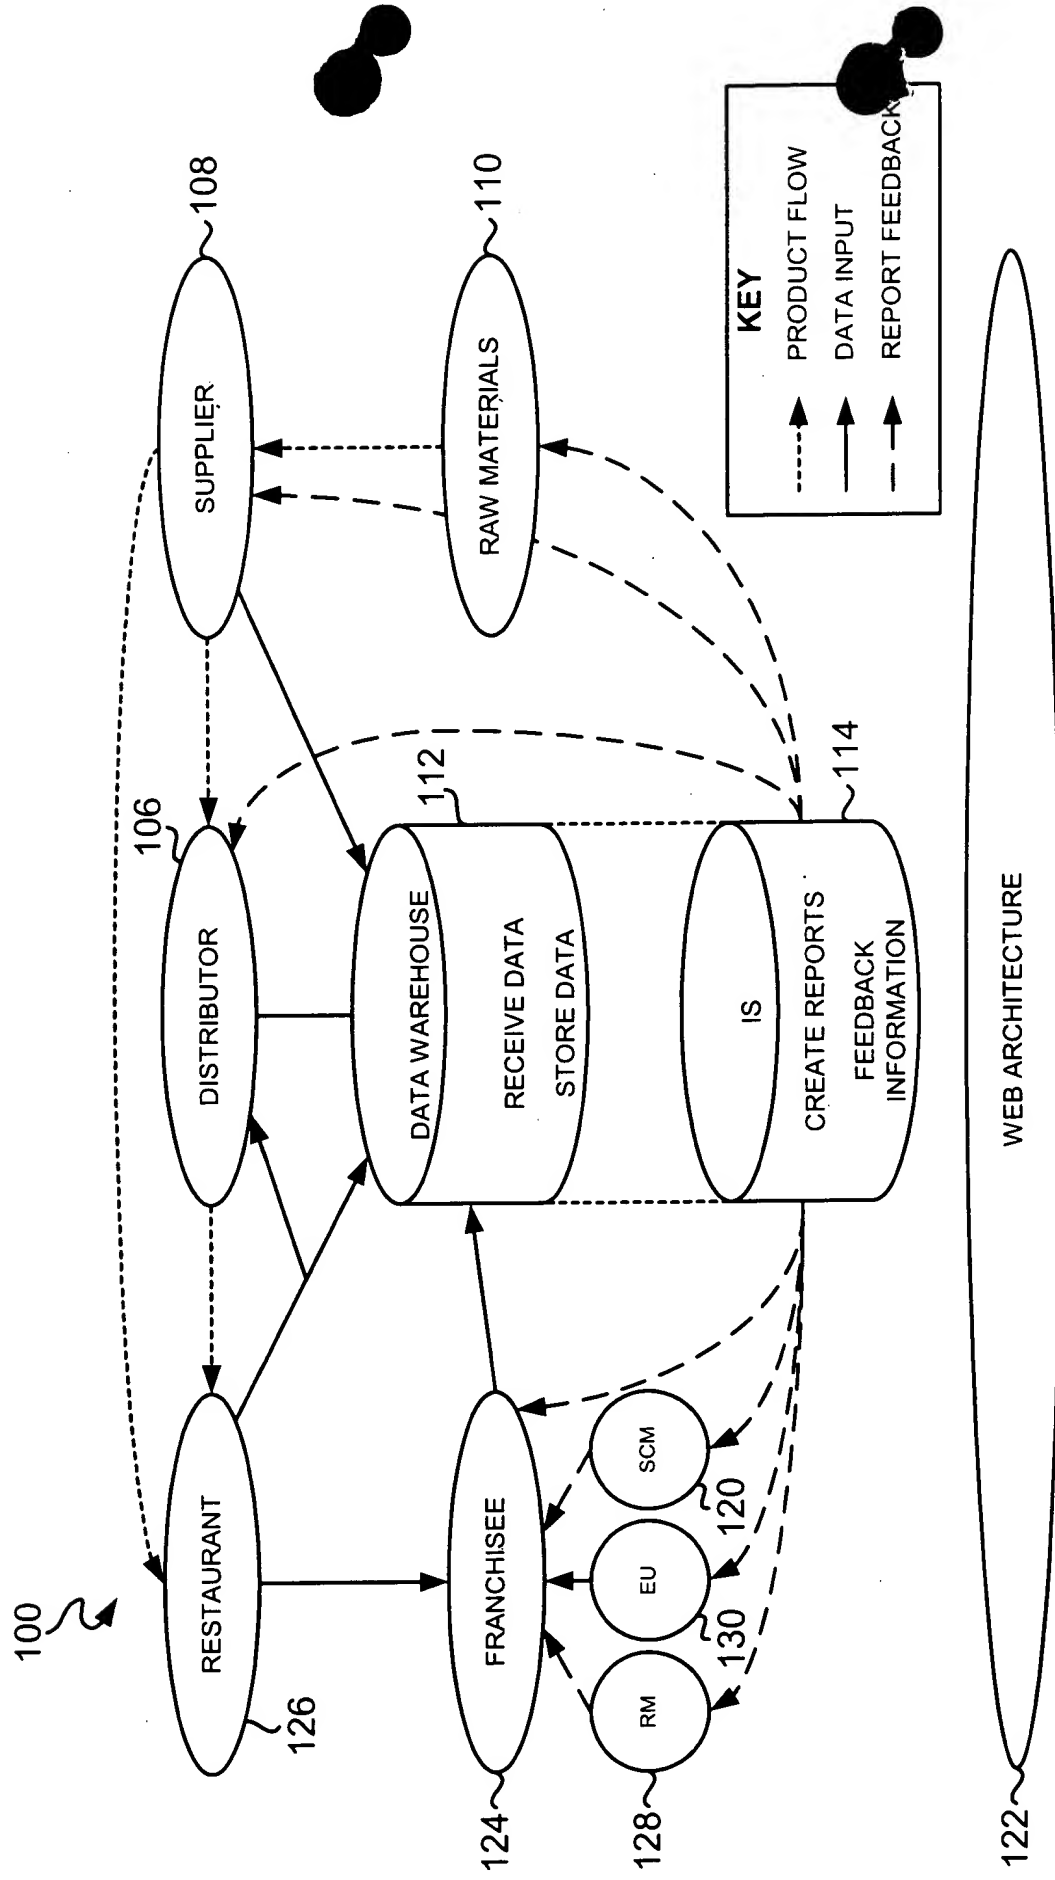 100
RESTAURANT
126
DISTRIBUTOR
106
SUPPLIER
108
FRANCHISEE
124
DATA WAREHOUSE
112
RECEIVE DATA
STORE DATA
RAW MATERIALS
110
RM
128
EU
130
SCM
120
IS
CREATE REPORTS
FEEDBACK
INFORMATION
114
KEY
PRODUCT FLOW
DATA INPUT
REPORT FEEDBACK
WEB ARCHITECTURE
122